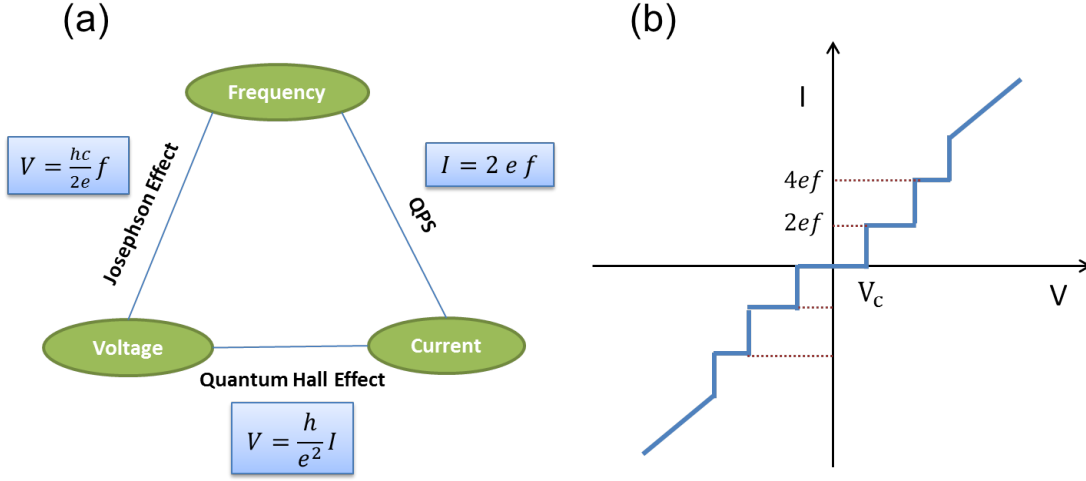 (a)
Frequency
V = hc/2e f
Josephson Effect
I = 2 e f
QPS
Voltage
Current
Quantum Hall Effect
V = h/e² I
(b)
I
4ef
2ef
V_c
V